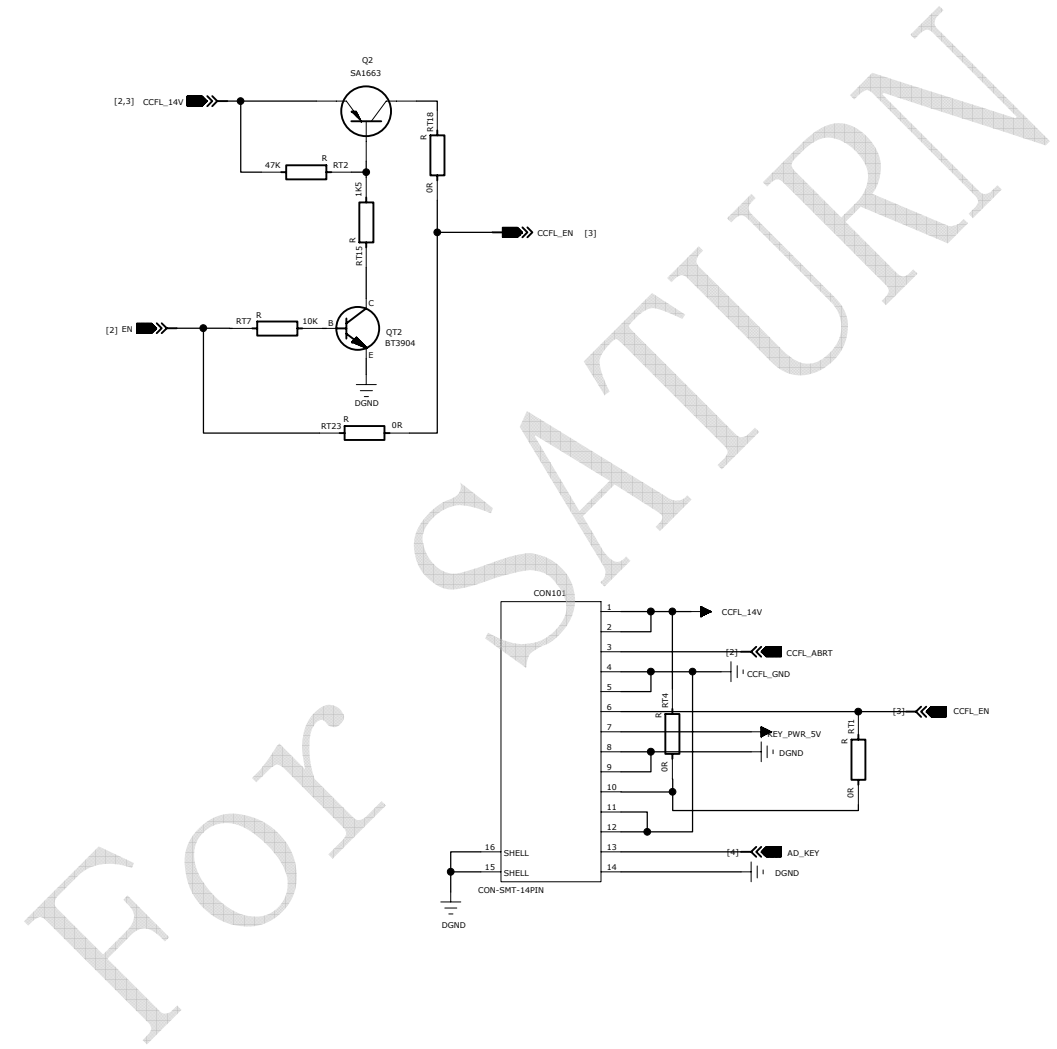 Q2
SA1663
[2,3] CCFL_14V
R RT18
0R
47K R RT2
1K5
R RT15
CCFL_EN [3]
[2] EN
RT7 R 10K
B
C
E
QT2
BT3904
DGND
RT23 R 0R
CON101
1
2
3
4
5
6
7
8
9
10
11
12
13
14
CCFL_14V
[2] CCFL_ABRT
CCFL_GND
R RT4
0R
[3] CCFL_EN
KEY_PWR_5V
DGND
R RT1
0R
16 SHELL
15 SHELL
[4] AD_KEY
DGND
CON-SMT-14PIN
DGND
For SATURN